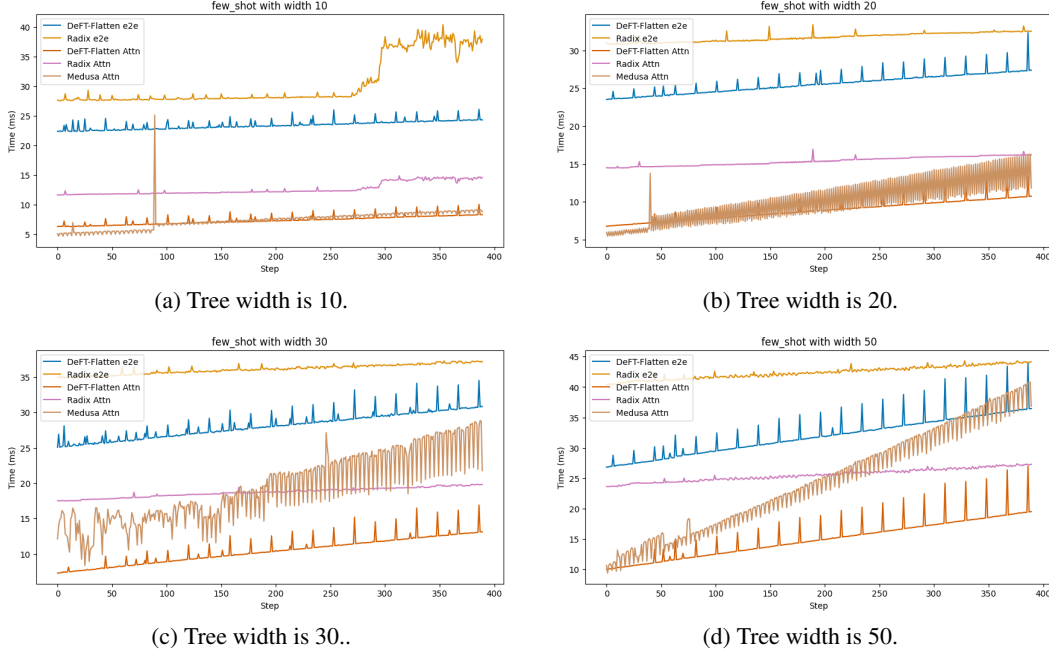 few_shot with width 10
DeFT-Flatten e2e
Radix e2e
DeFT-Flatten Attn
Radix Attn
Medusa Attn
40
35
30
25
20
15
10
5
Time (ms)
0 50 100 150 200 250 300 350 400
Step
(a) Tree width is 10.
few_shot with width 20
DeFT-Flatten e2e
Radix e2e
DeFT-Flatten Attn
Radix Attn
Medusa Attn
30
25
20
15
10
5
Time (ms)
0 50 100 150 200 250 300 350 400
Step
(b) Tree width is 20.
few_shot with width 30
DeFT-Flatten e2e
Radix e2e
DeFT-Flatten Attn
Radix Attn
Medusa Attn
35
30
25
20
15
10
Time (ms)
0 50 100 150 200 250 300 350 400
Step
(c) Tree width is 30..
few_shot with width 50
DeFT-Flatten e2e
Radix e2e
DeFT-Flatten Attn
Radix Attn
Medusa Attn
45
40
35
30
25
20
15
10
Time (ms)
0 50 100 150 200 250 300 350 400
Step
(d) Tree width is 50.